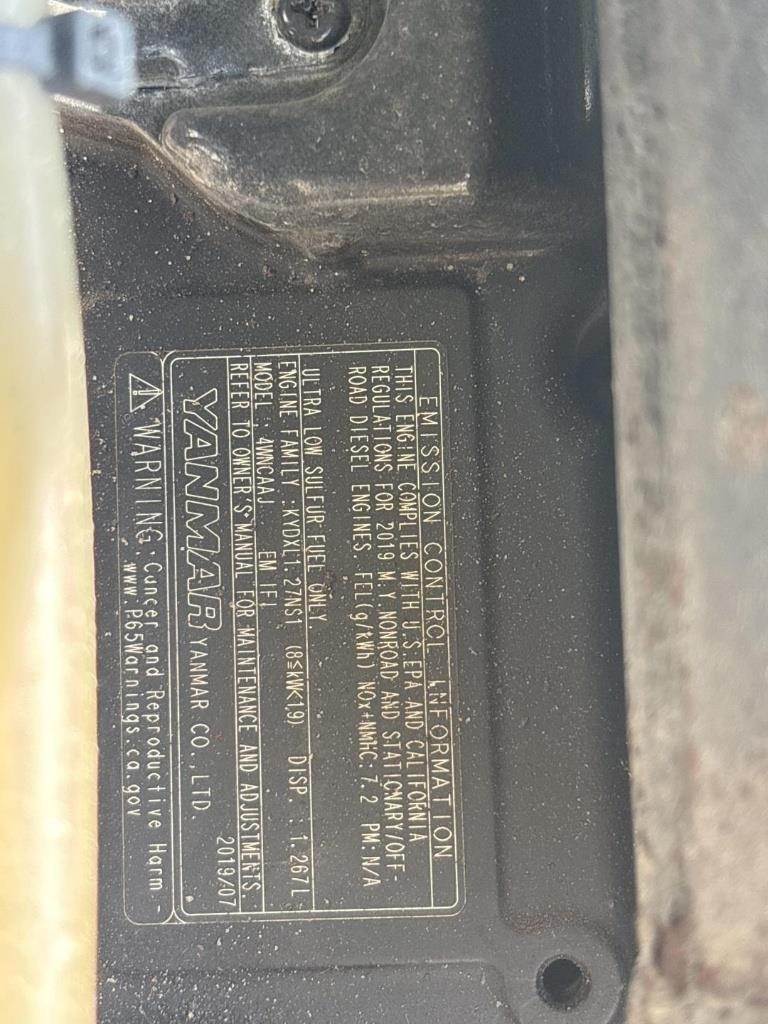 EMISSION CONTROL INFORMATION
THIS ENGINE COMPLIES WITH U.S.EPA AND CALIFORNIA
REGULATIONS FOR 2019 M.Y.NONROAD AND STATIONARY/OFF-
ROAD DIESEL ENGINES. FEL(g/kWh) NOx+NMHC:7.2 PM:N/A
ULTRA LOW SULFUR FUEL ONLY
ENGINE FAMILY :KYDXL1.27NS1 (8≤kW<19) DISP. : 1.267L
MODEL : 4WNCAAJ EM IFI
REFER TO OWNER'S MANUAL FOR MAINTENANCE AND ADJUSTMENTS.
YANMAR YANMAR CO.,LTD. 2019/07
⚠ WARNING: Cancer and Reproductive Harm -
www.P65Warnings.ca.gov